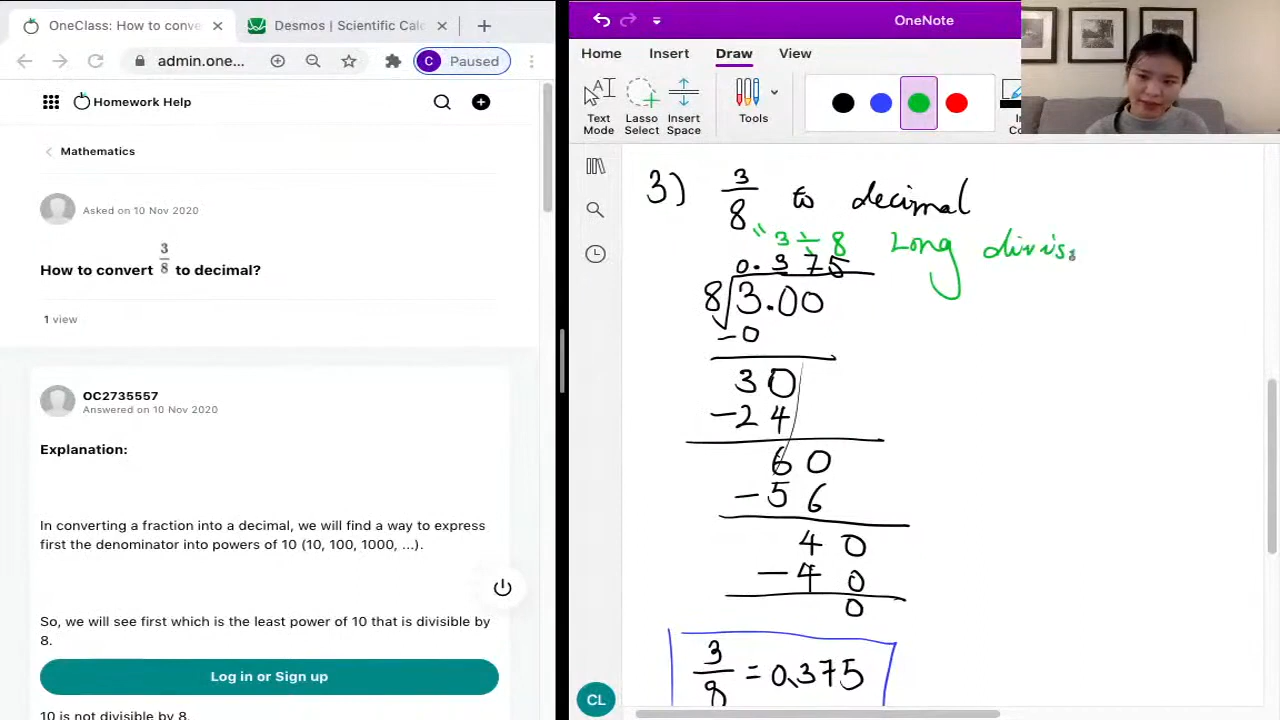 OneClass: How to conve
Desmos | Scientific Calc
admin.one...
C Paused
Homework Help
Mathematics
Asked on 10 Nov 2020
How to convert 3/8 to decimal?
1 view
OC2735557
Answered on 10 Nov 2020
Explanation:
In converting a fraction into a decimal, we will find a way to express
first the denominator into powers of 10 (10, 100, 1000, ...).
So, we will see first which is the least power of 10 that is divisible by
8.
Log in or Sign up
10 is not divisible by 8.
OneNote
Home Insert Draw View
Text Mode
Lasso Select
Insert Space
Tools
3) 3/8 to decimal
" 3 ÷ 8 Long divis
0.375
8 3.00
-0
30
-24
60
-56
40
-40
0
3/8 = 0.375
CL